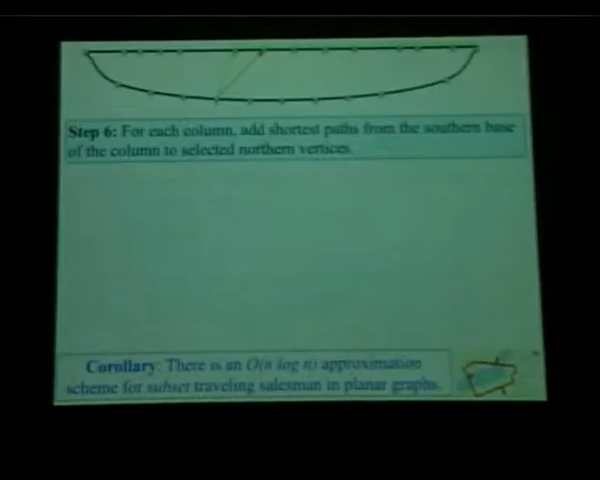 Step 6: For each column, add shortest paths from the southern base
of the column to selected northern vertices.
Corollary: There is an O(n log n) approximation
scheme for subset traveling salesman in planar graphs.